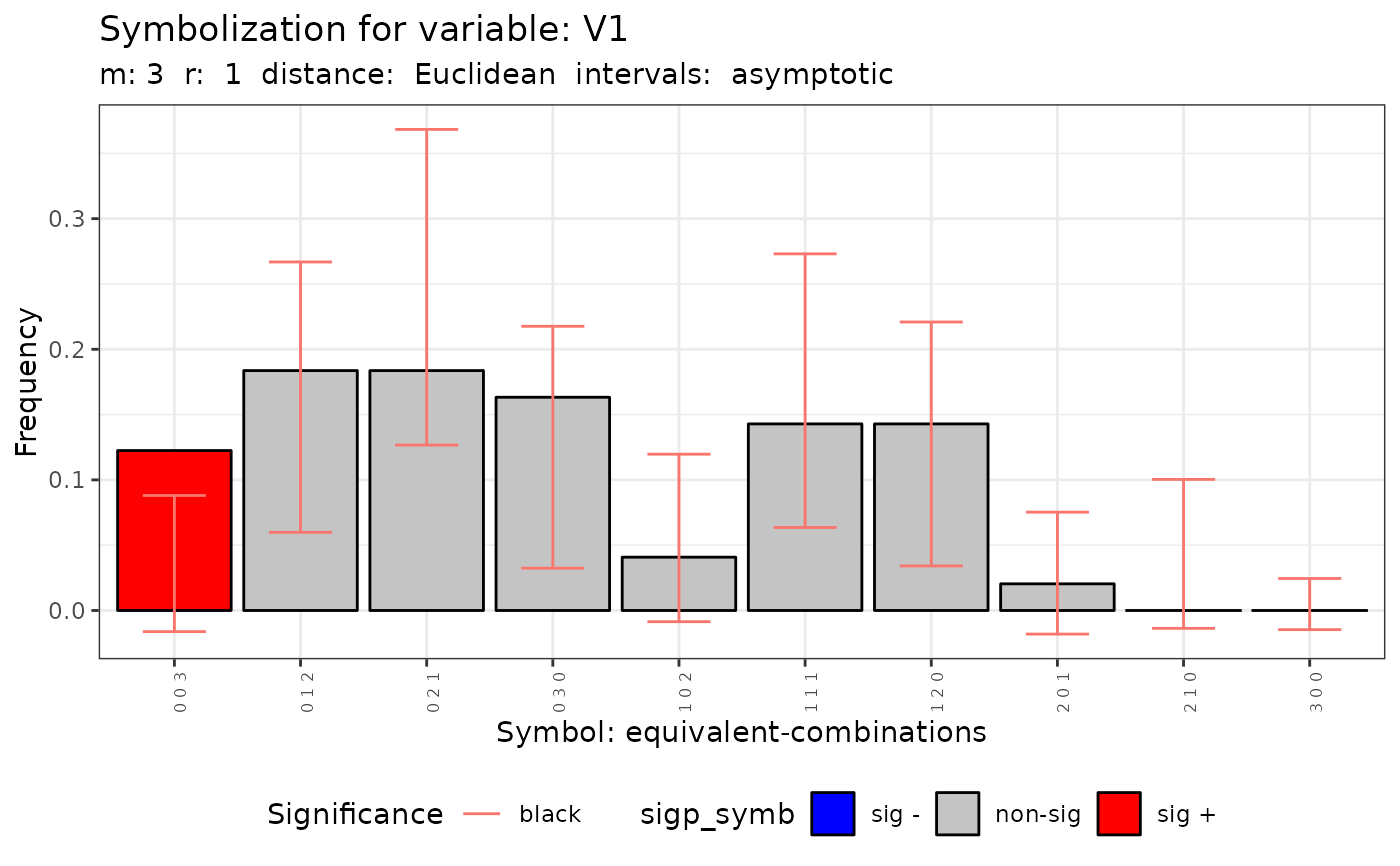 Symbolization for variable: V1
m: 3 r: 1 distance: Euclidean intervals: asymptotic
Frequency
0.3
0.2
0.1
0.0
0 0 3
0 1 2
0 2 1
0 3 0
1 0 2
1 1 1
1 2 0
2 0 1
2 1 0
3 0 0
Symbol: equivalent-combinations
Significance black sigp_symb sig - non-sig sig +